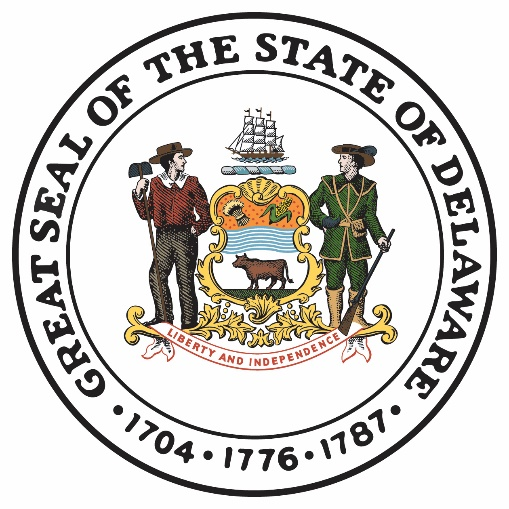 GREAT SEAL OF THE STATE OF DELAWARE
LIBERTY AND INDEPENDENCE
• 1704 • 1776 • 1787 •